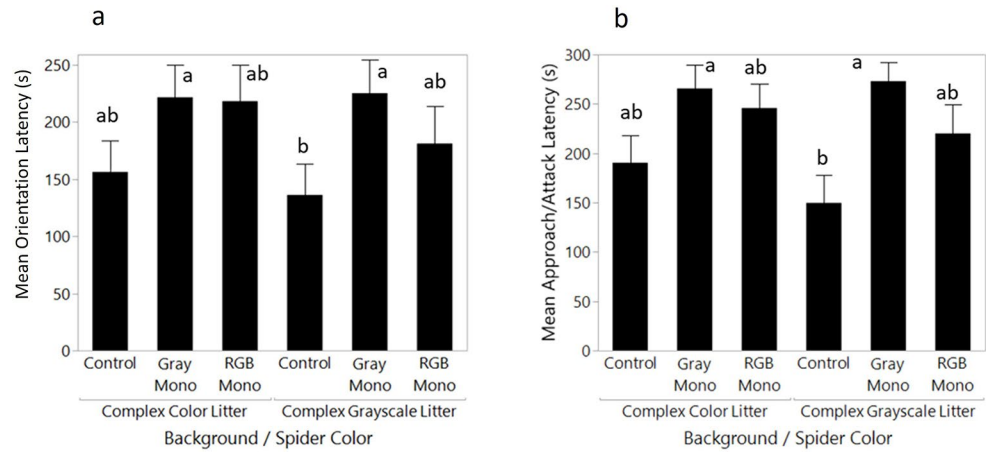 a
Mean Orientation Latency (s)
250
200
150
100
50
0
ab
a
ab
b
a
ab
Control
Gray Mono
RGB Mono
Control
Gray Mono
RGB Mono
Complex Color Litter
Complex Grayscale Litter
Background / Spider Color
b
Mean Approach/Attack Latency (s)
300
250
200
150
100
50
0
ab
a
ab
b
a
ab
Control
Gray Mono
RGB Mono
Control
Gray Mono
RGB Mono
Complex Color Litter
Complex Grayscale Litter
Background / Spider Color